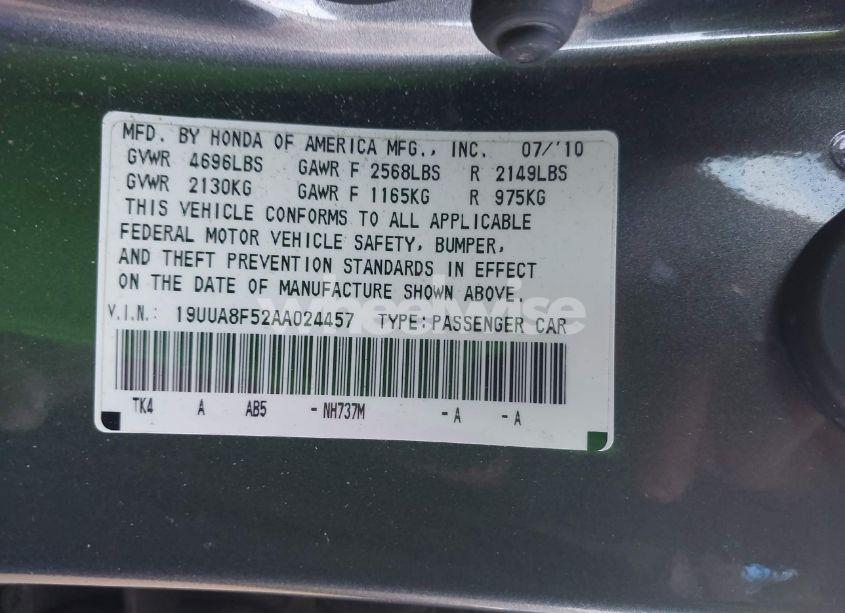 MFD. BY HONDA OF AMERICA MFG., INC. 07/'10
GVWR 4696LBS GAWR F 2568LBS R 2149LBS
GVWR 2130KG GAWR F 1165KG R 975KG
THIS VEHICLE CONFORMS TO ALL APPLICABLE
FEDERAL MOTOR VEHICLE SAFETY, BUMPER,
AND THEFT PREVENTION STANDARDS IN EFFECT
ON THE DATE OF MANUFACTURE SHOWN ABOVE.
wheelwise
V.I.N.: 19UUA8F52AA024457 TYPE:PASSENGER CAR
TK4 A AB5 -NH737M -A -A